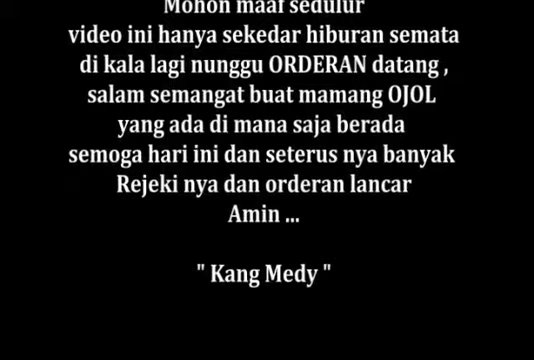 Mohon maaf sedulur
video ini hanya sekedar hiburan semata
di kala lagi nunggu ORDERAN datang ,
salam semangat buat mamang OJOL
yang ada di mana saja berada
semoga hari ini dan seterus nya banyak
Rejeki nya dan orderan lancar
Amin ...
" Kang Medy "